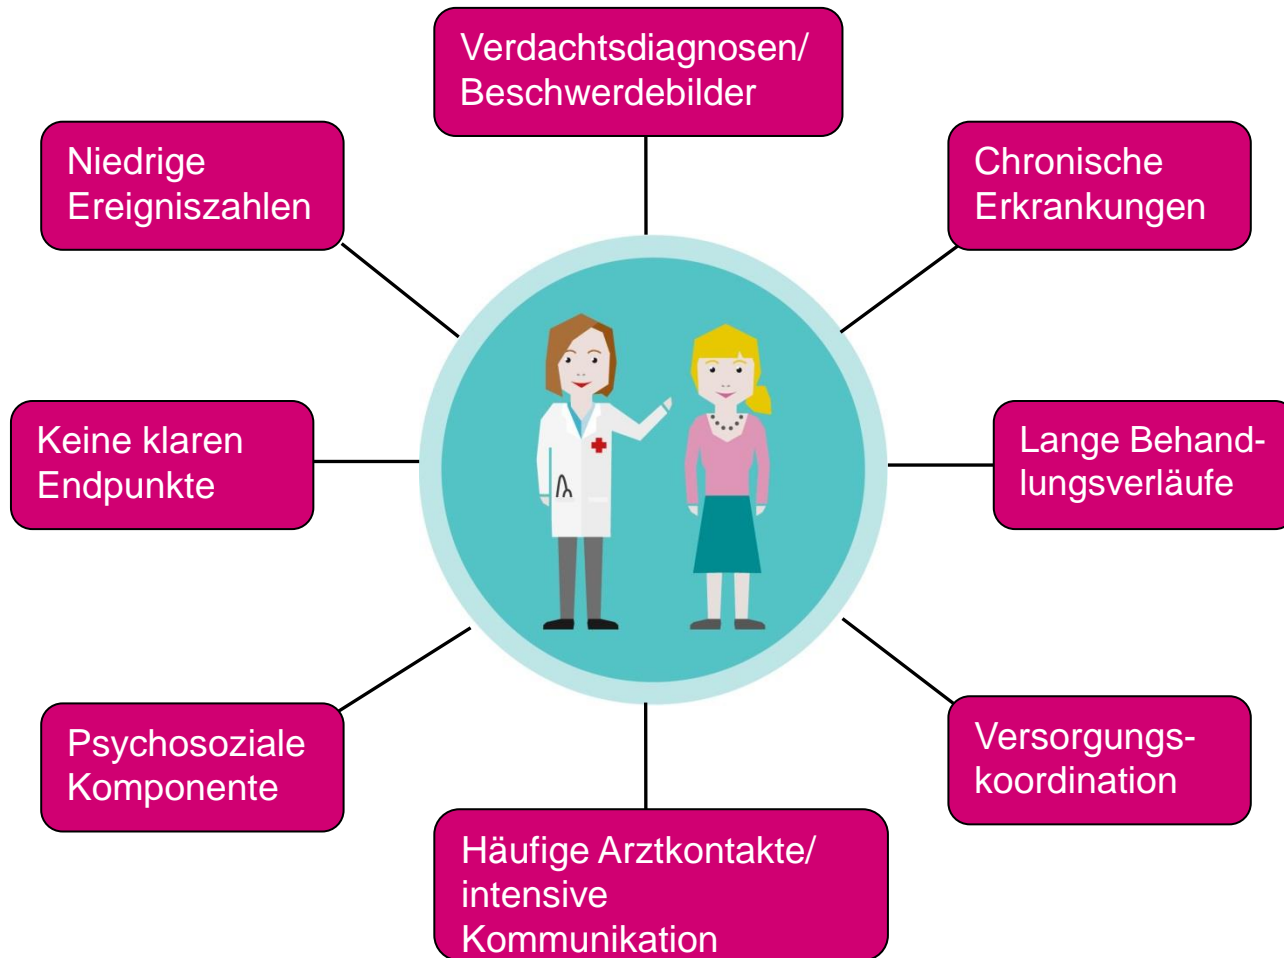 Verdachtsdiagnosen/
Beschwerdebilder
Niedrige
Ereigniszahlen
Chronische
Erkrankungen
Keine klaren
Endpunkte
Lange Behand-
lungsverläufe
Psychosoziale
Komponente
Versorgungs-
koordination
Häufige Arztkontakte/
intensive
Kommunikation